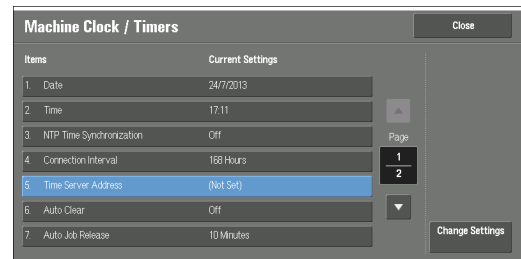 Machine Clock / Timers Close
Items Current Settings
1. Date 24/7/2013
2. Time 17:11
3. NTP Time Synchronization Off
4. Connection Interval 168 Hours
5. Time Server Address (Not Set)
6. Auto Clear Off
7. Auto Job Release 10 Minutes
Page
1
2
Change Settings